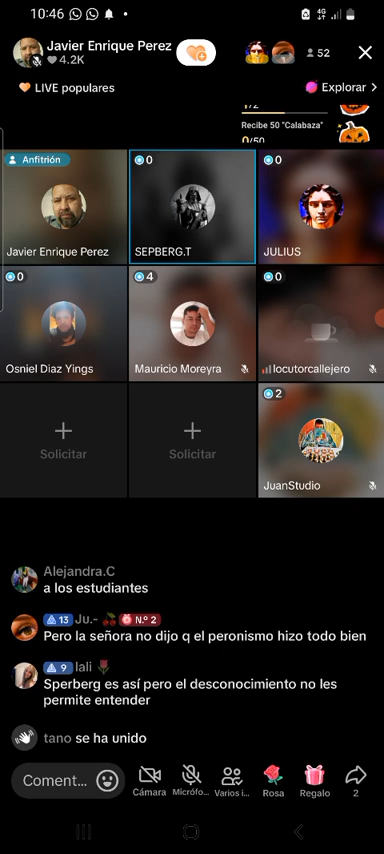 10:46
4G
Javier Enrique Perez
4.2K
52
LIVE populares
Explorar
1/2
Recibe 50 "Calabaza"
0/50
Anfitrión
0
0
Javier Enrique Perez
SEPBERG.T
JULIUS
0
4
0
Osniel Diaz Yings
Mauricio Moreyra
locutorcallejero
2
Solicitar
Solicitar
JuanStudio
Alejandra.C
a los estudiantes
13 Ju.- N.º 2
Pero la señora no dijo q el peronismo hizo todo bien
9 lali
Sperberg es así pero el desconocimiento no les
permite entender
tano se ha unido
Coment...
Cámara
Micrófo...
Varios i...
Rosa
Regalo
2